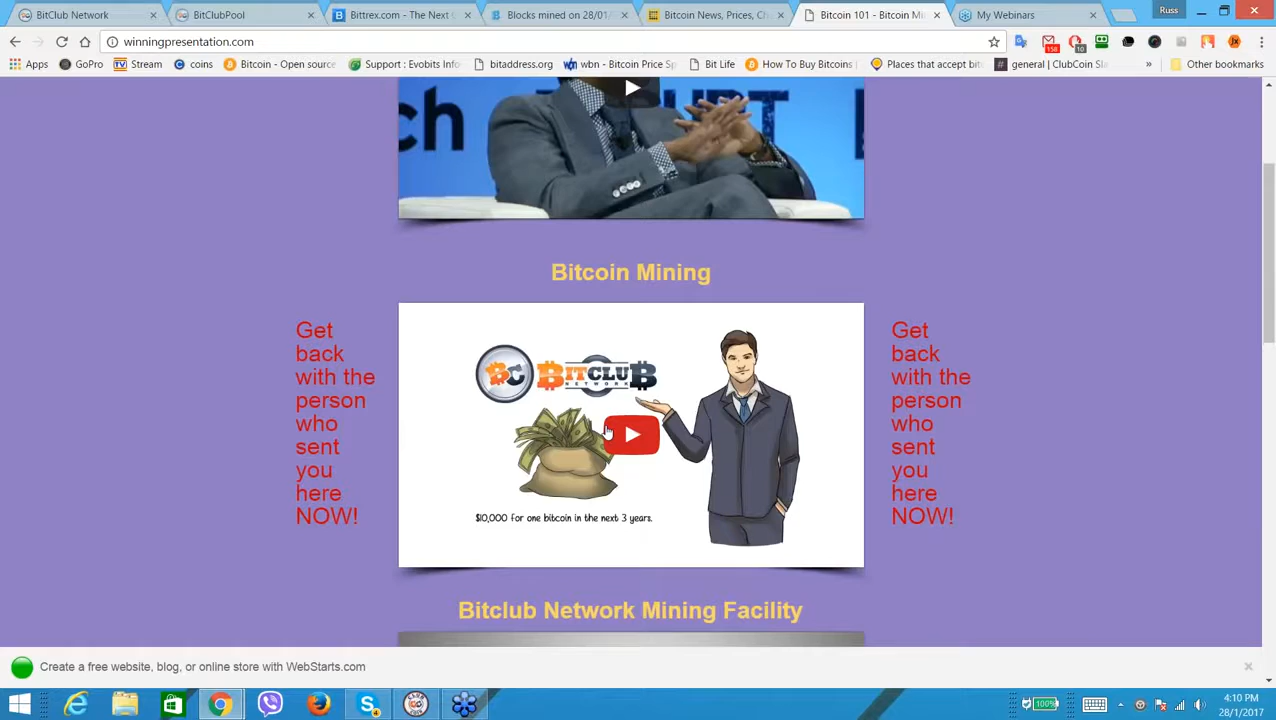 BitClub Network
BitClubPool
Bittrex.com - The Next G
Blocks mined on 28/01/
Bitcoin News, Prices, Ch
Bitcoin 101 - Bitcoin Mi
My Webinars
Russ
winningpresentation.com
158
10
Apps
GoPro
Stream
coins
Bitcoin - Open source
Support : Evobits Info
bitaddress.org
wbn - Bitcoin Price Sp
Bit Life
How To Buy Bitcoins
Places that accept bit
general | ClubCoin Sla
»
Other bookmarks
Bitcoin Mining
Get
back
with the
person
who
sent
you
here
NOW!
BC BITCLUB
NETWORK
$10,000 for one bitcoin in the next 3 years.
Get
back
with the
person
who
sent
you
here
NOW!
Bitclub Network Mining Facility
Create a free website, blog, or online store with WebStarts.com
100%
4:10 PM
28/1/2017